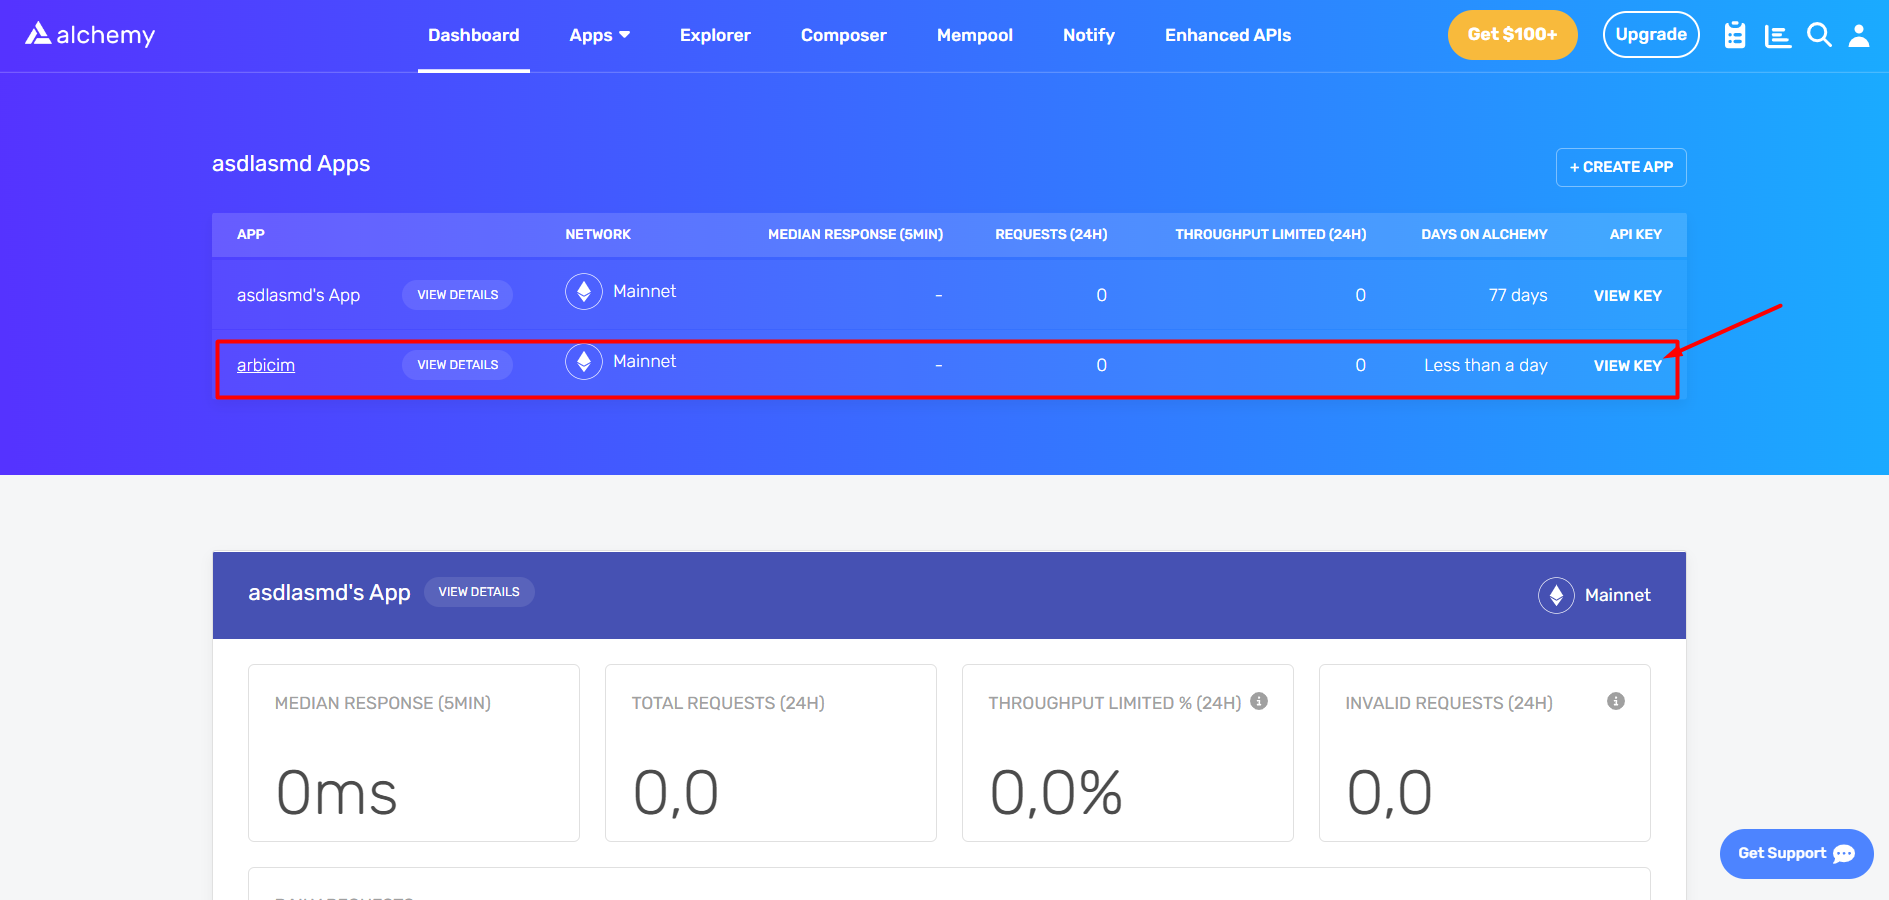 alchemy Dashboard Apps Explorer Composer Mempool Notify Enhanced APIs Get $100+ Upgrade
asdlasmd Apps
+ CREATE APP
APP NETWORK MEDIAN RESPONSE (5MIN) REQUESTS (24H) THROUGHPUT LIMITED (24H) DAYS ON ALCHEMY API KEY
asdlasmd's App VIEW DETAILS Mainnet - 0 0 77 days VIEW KEY
arbicim VIEW DETAILS Mainnet - 0 0 Less than a day VIEW KEY
asdlasmd's App VIEW DETAILS Mainnet
MEDIAN RESPONSE (5MIN) TOTAL REQUESTS (24H) THROUGHPUT LIMITED % (24H) INVALID REQUESTS (24H)
0ms 0,0 0,0% 0,0
Get Support